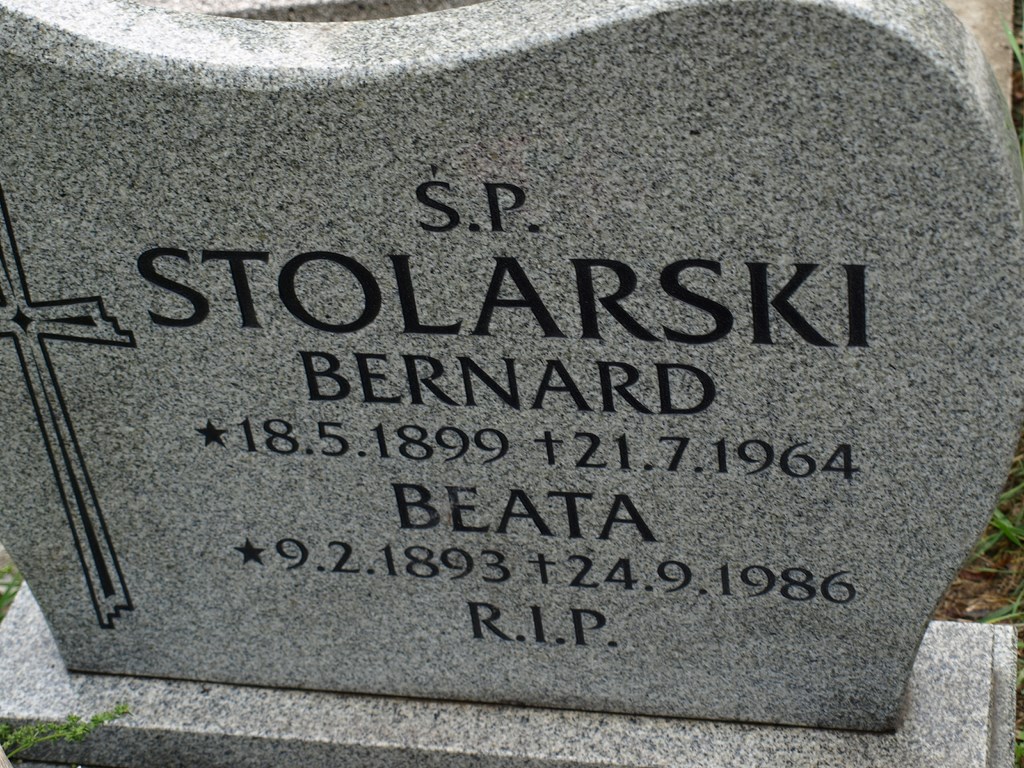 Ś.P.
STOLARSKI
BERNARD
★18.5.1899 †21.7.1964
BEATA
★9.2.1893 †24.9.1986
R.I.P.